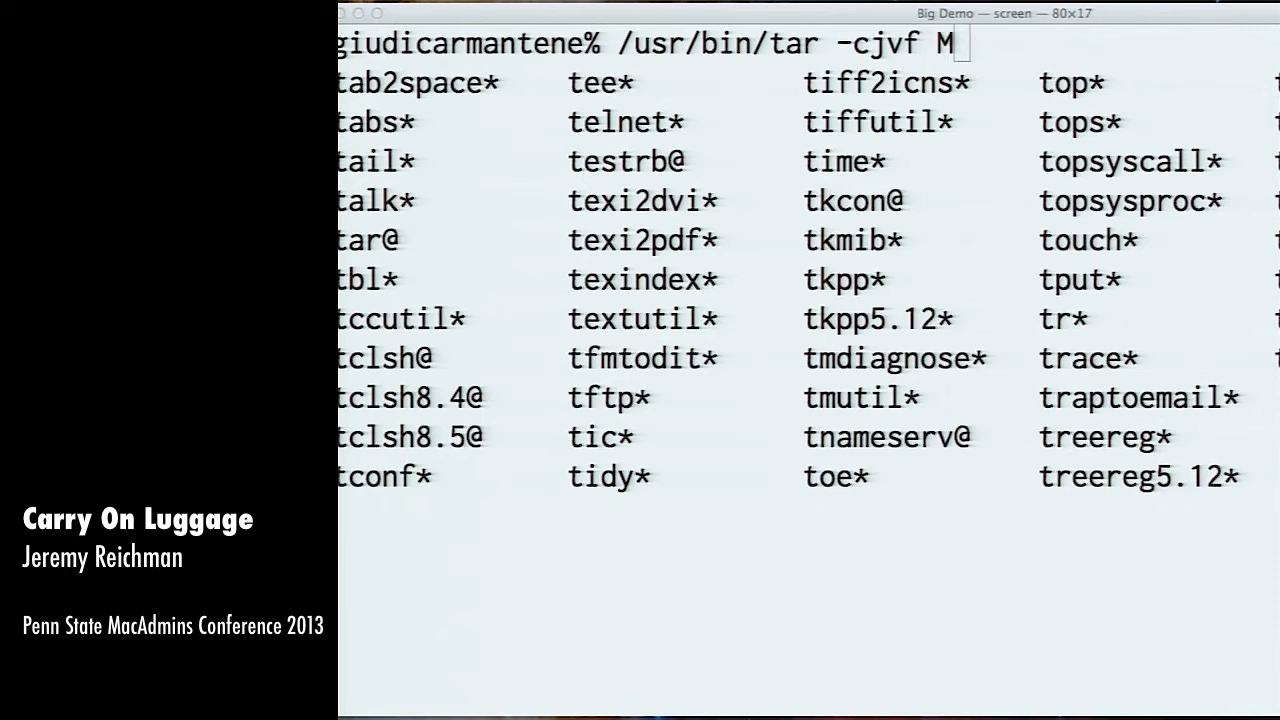 Big Demo — screen — 80×17
giudicarmantene% /usr/bin/tar -cjvf M
tab2space* tee* tiff2icns* top*
tabs* telnet* tiffutil* tops*
tail* testrb@ time* topsyscall*
talk* texi2dvi* tkcon@ topsysproc*
tar@ texi2pdf* tkmib* touch*
tbl* texindex* tkpp* tput*
tccutil* textutil* tkpp5.12* tr*
tclsh@ tfmtodit* tmdiagnose* trace*
tclsh8.4@ tftp* tmutil* traptoemail*
tclsh8.5@ tic* tnameserv@ treereg*
tconf* tidy* toe* treereg5.12*
Carry On Luggage
Jeremy Reichman
Penn State MacAdmins Conference 2013